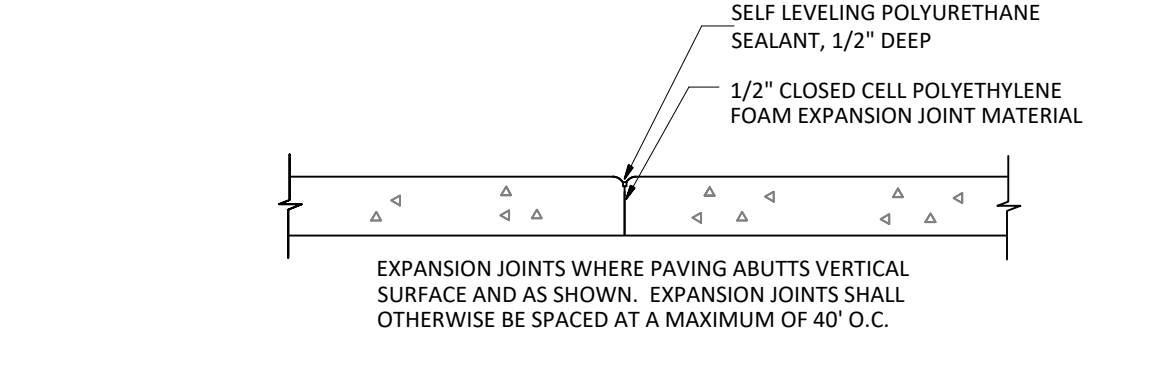 SELF LEVELING POLYURETHANE
SEALANT, 1/2" DEEP
1/2" CLOSED CELL POLYETHYLENE
FOAM EXPANSION JOINT MATERIAL
EXPANSION JOINTS WHERE PAVING ABUTTS VERTICAL
SURFACE AND AS SHOWN.  EXPANSION JOINTS SHALL
OTHERWISE BE SPACED AT A MAXIMUM OF 40' O.C.